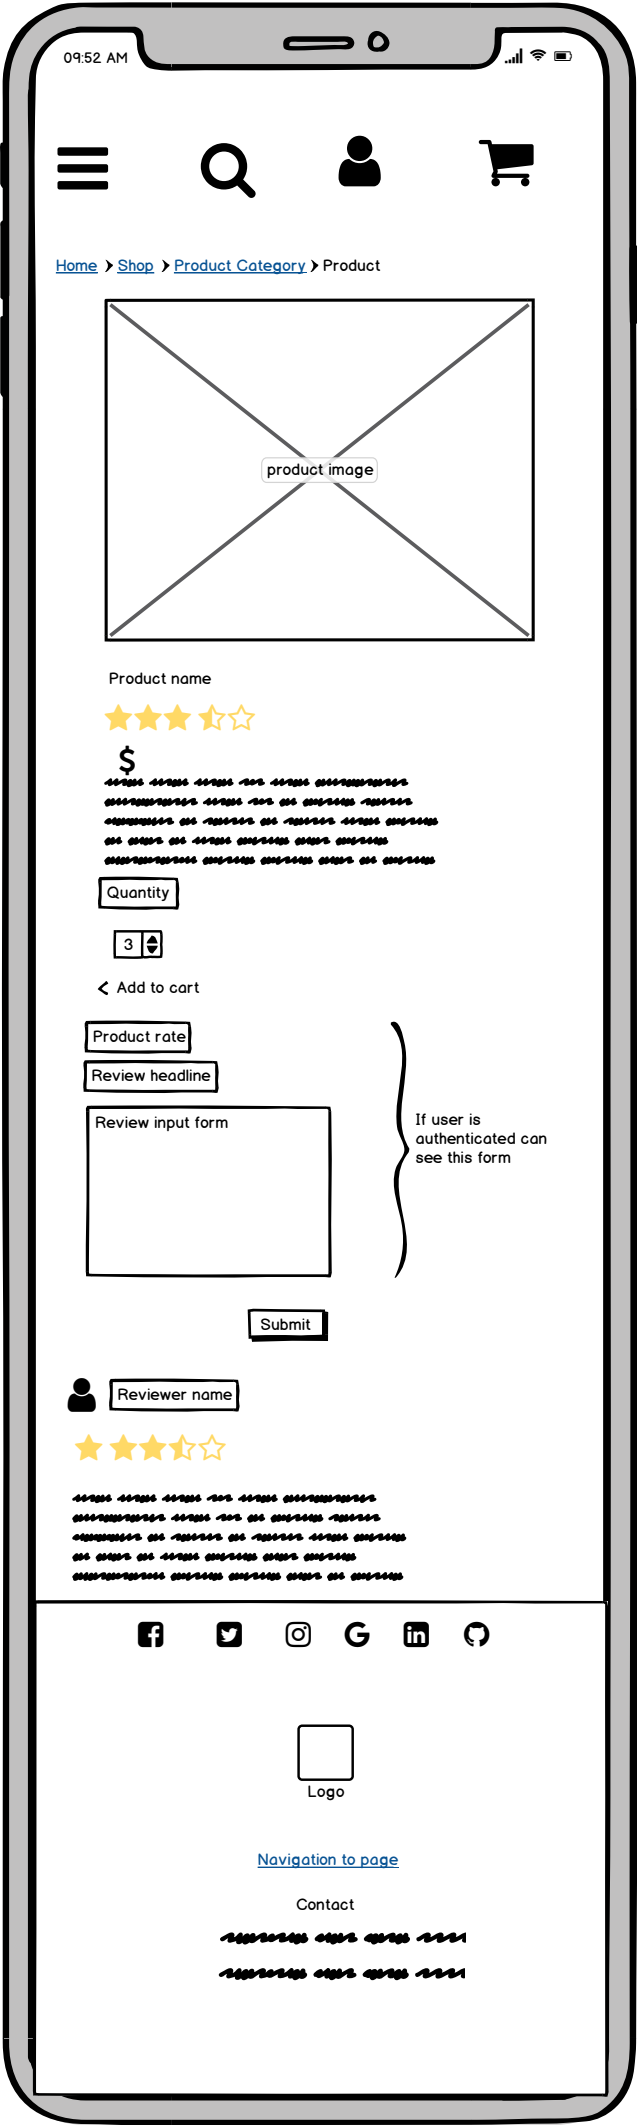 09:52 AM
Home Shop Product Category Product
product image
Product name
$
Quantity
3
Add to cart
Product rate
Review headline
Review input form
If user is
authenticated can
see this form
Submit
Reviewer name
Logo
Navigation to page
Contact